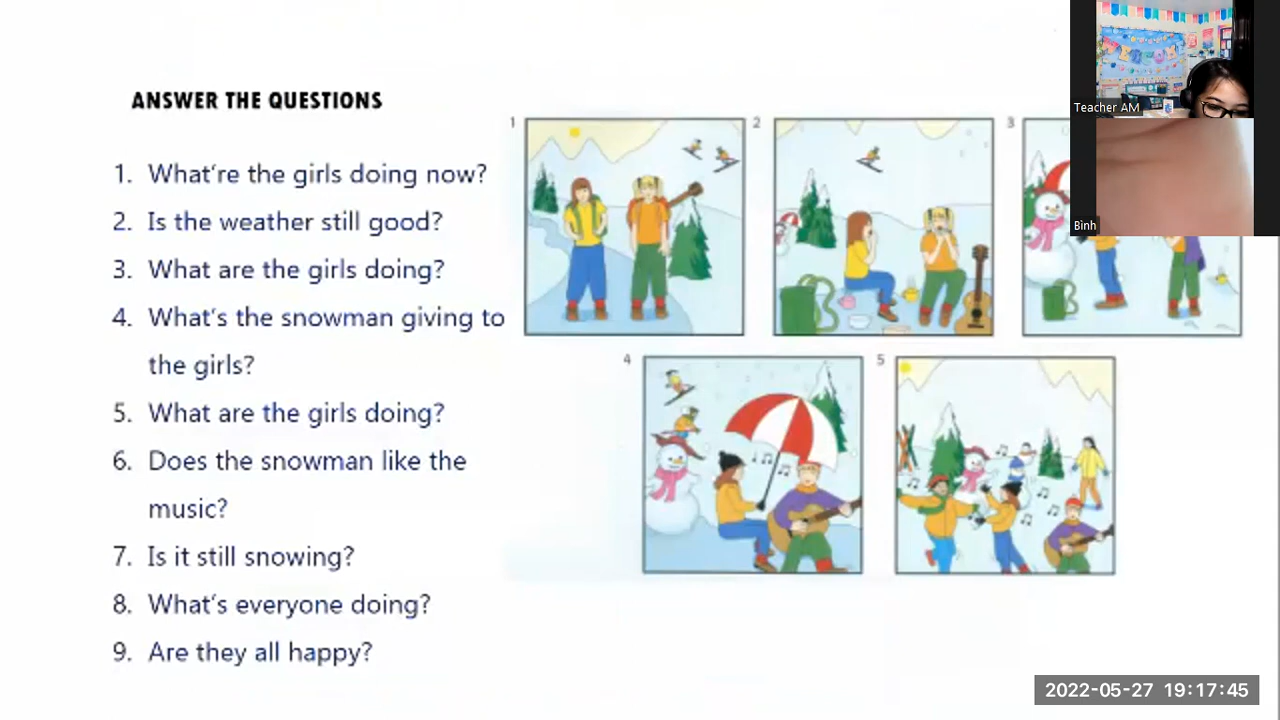 ANSWER THE QUESTIONS
1. What're the girls doing now?
2. Is the weather still good?
3. What are the girls doing?
4. What's the snowman giving to
the girls?
5. What are the girls doing?
6. Does the snowman like the
music?
7. Is it still snowing?
8. What's everyone doing?
9. Are they all happy?
1
2
3
4
5
Teacher AM
Bình
2022-05-27 19:17:45